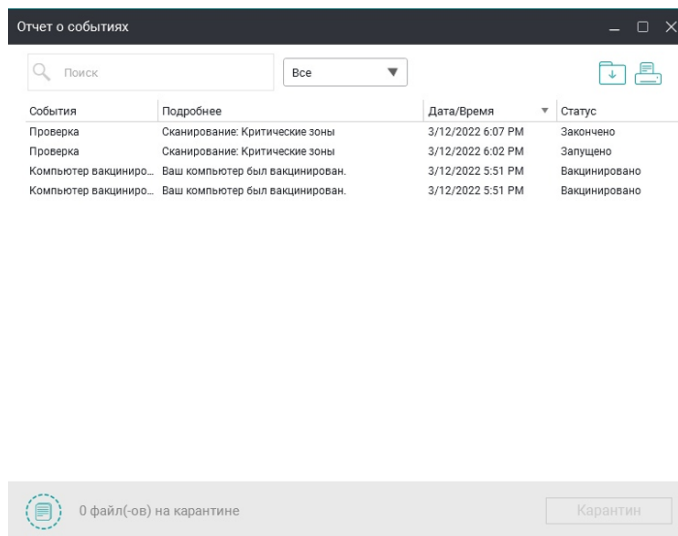 Отчет о событиях
Поиск
Все
События Подробнее Дата/Время Статус
Проверка Сканирование: Критические зоны 3/12/2022 6:07 PM Закончено
Проверка Сканирование: Критические зоны 3/12/2022 6:02 PM Запущено
Компьютер вакциниро... Ваш компьютер был вакцинирован. 3/12/2022 5:51 PM Вакцинировано
Компьютер вакциниро... Ваш компьютер был вакцинирован. 3/12/2022 5:51 PM Вакцинировано
0 файл(-ов) на карантине
Карантин